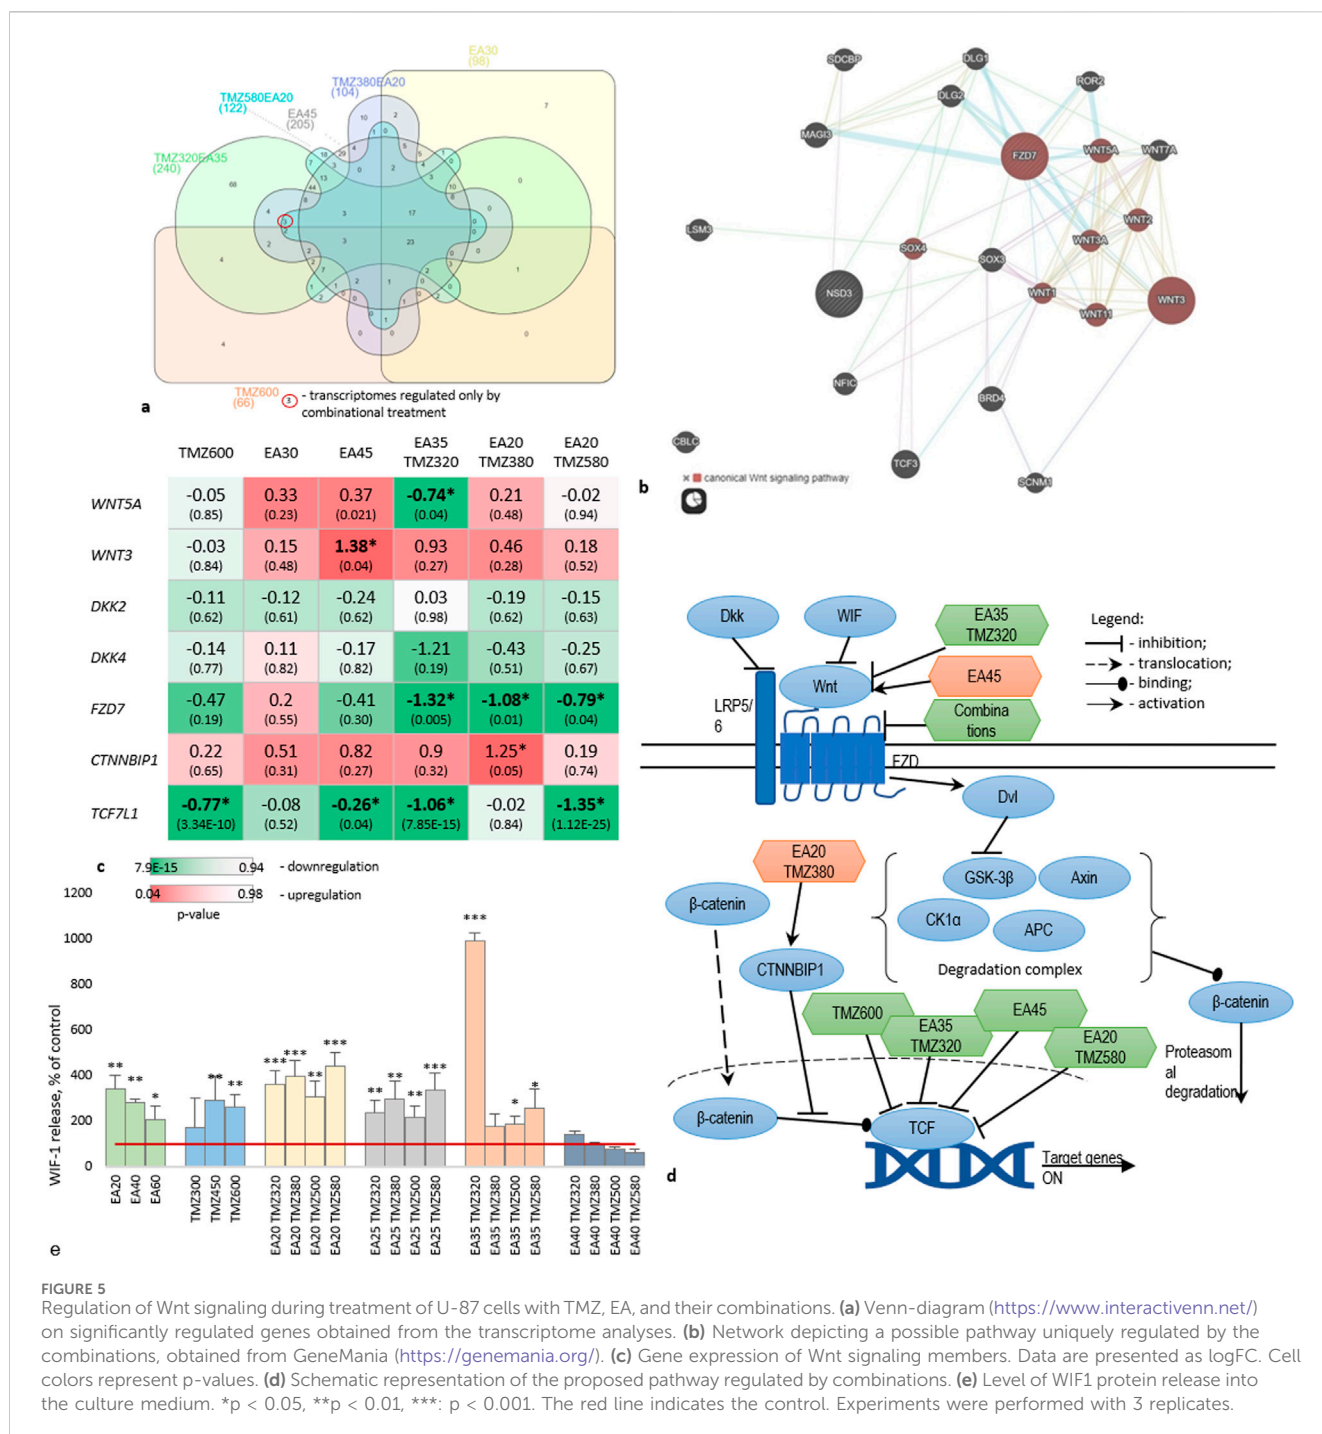 EA30
(98)
TMZ380EA20
(104)
TMZ580EA20
(122)
EA45
(205)
TMZ320EA35
(240)
TMZ600
(66)
3 - transcriptomes regulated only by
combinational treatment
a
SDCBP
DLG1
ROR2
DLG2
MAGI3
FZD7
WNT5A
WNT7A
WNT2
LSM3
SOX4
WNT3A
SOX3
NSD3
WNT1
WNT3
WNT11
NFIC
BRD4
CBLC
TCF3
SCNM1
canonical Wnt signaling pathway
b
TMZ600 EA30 EA45 EA35 TMZ320 EA20 TMZ380 EA20 TMZ580
WNT5A -0.05 (0.85) 0.33 (0.23) 0.37 (0.021) -0.74* (0.04) 0.21 (0.48) -0.02 (0.94)
WNT3 -0.03 (0.84) 0.15 (0.48) 1.38* (0.04) 0.93 (0.27) 0.46 (0.28) 0.18 (0.52)
DKK2 -0.11 (0.62) -0.12 (0.61) -0.24 (0.62) 0.03 (0.98) -0.19 (0.62) -0.15 (0.63)
DKK4 -0.14 (0.77) 0.11 (0.82) -0.17 (0.82) -1.21 (0.19) -0.43 (0.51) -0.25 (0.67)
FZD7 -0.47 (0.19) 0.2 (0.55) -0.41 (0.30) -1.32* (0.005) -1.08* (0.01) -0.79* (0.04)
CTNNBIP1 0.22 (0.65) 0.51 (0.31) 0.82 (0.27) 0.9 (0.32) 1.25* (0.05) 0.19 (0.74)
TCF7L1 -0.77* (3.34E-10) -0.08 (0.52) -0.26* (0.04) -1.06* (7.85E-15) -0.02 (0.84) -1.35* (1.12E-25)
c
7.9E-15 0.94 - downregulation
0.04 0.98 - upregulation
p-value
Dkk
WIF
EA35
TMZ320
Legend:
- inhibition;
- translocation;
- binding;
- activation
Wnt
EA45
LRP5/
6
Combina
tions
FZD
Dvl
EA20
TMZ380
GSK-3β
Axin
β-catenin
CK1α
APC
CTNNBIP1
Degradation complex
β-catenin
TMZ600
EA35
TMZ320
EA45
EA20
TMZ580
Proteasom
al
degradation
β-catenin
TCF
Target genes
ON
d
WIF-1 release, % of control
1200
1000
800
600
400
200
0
** ** * ** ** *** *** ** *** ** ** ** *** *** * *
EA20
EA40
EA60
TMZ300
TMZ450
TMZ600
EA20 TMZ320
EA20 TMZ380
EA20 TMZ500
EA20 TMZ580
EA25 TMZ320
EA25 TMZ380
EA25 TMZ500
EA25 TMZ580
EA35 TMZ320
EA35 TMZ380
EA35 TMZ500
EA35 TMZ580
EA40 TMZ320
EA40 TMZ380
EA40 TMZ500
EA40 TMZ580
e
FIGURE 5
Regulation of Wnt signaling during treatment of U-87 cells with TMZ, EA, and their combinations. (a) Venn-diagram (https://www.interactivenn.net/)
on significantly regulated genes obtained from the transcriptome analyses. (b) Network depicting a possible pathway uniquely regulated by the
combinations, obtained from GeneMania (https://genemania.org/). (c) Gene expression of Wnt signaling members. Data are presented as logFC. Cell
colors represent p-values. (d) Schematic representation of the proposed pathway regulated by combinations. (e) Level of WIF1 protein release into
the culture medium. *p < 0.05, **p < 0.01, ***: p < 0.001. The red line indicates the control. Experiments were performed with 3 replicates.